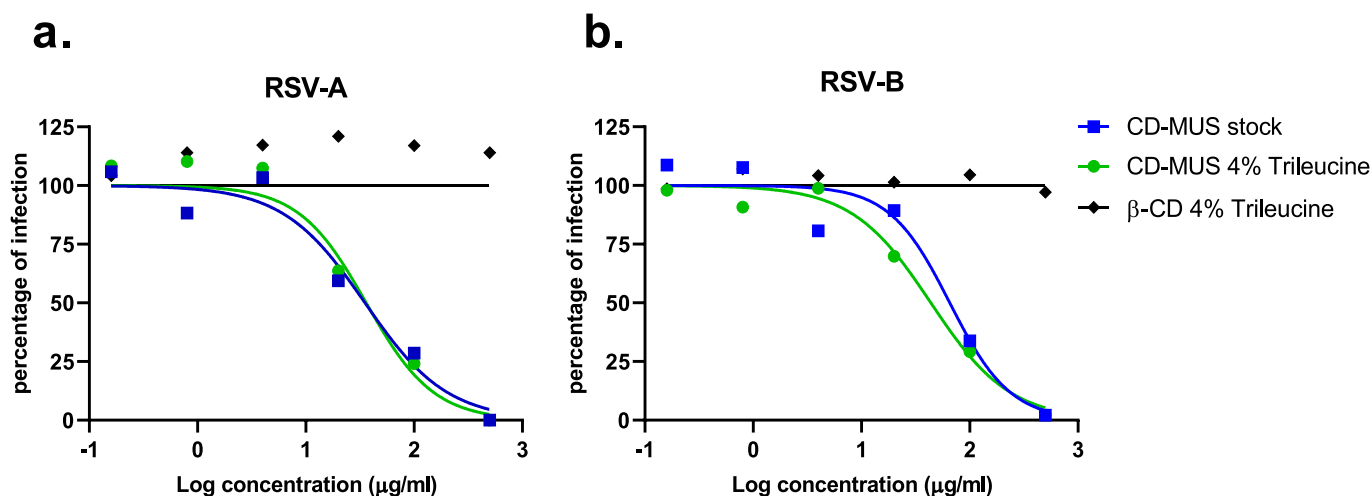 a.
RSV-A
percentage of infection
125
100
75
50
25
0
-1
0
1
2
3
Log concentration (μg/ml)
b.
RSV-B
percentage of infection
125
100
75
50
25
0
-1
0
1
2
3
Log concentration (μg/ml)
CD-MUS stock
CD-MUS 4% Trileucine
β-CD 4% Trileucine